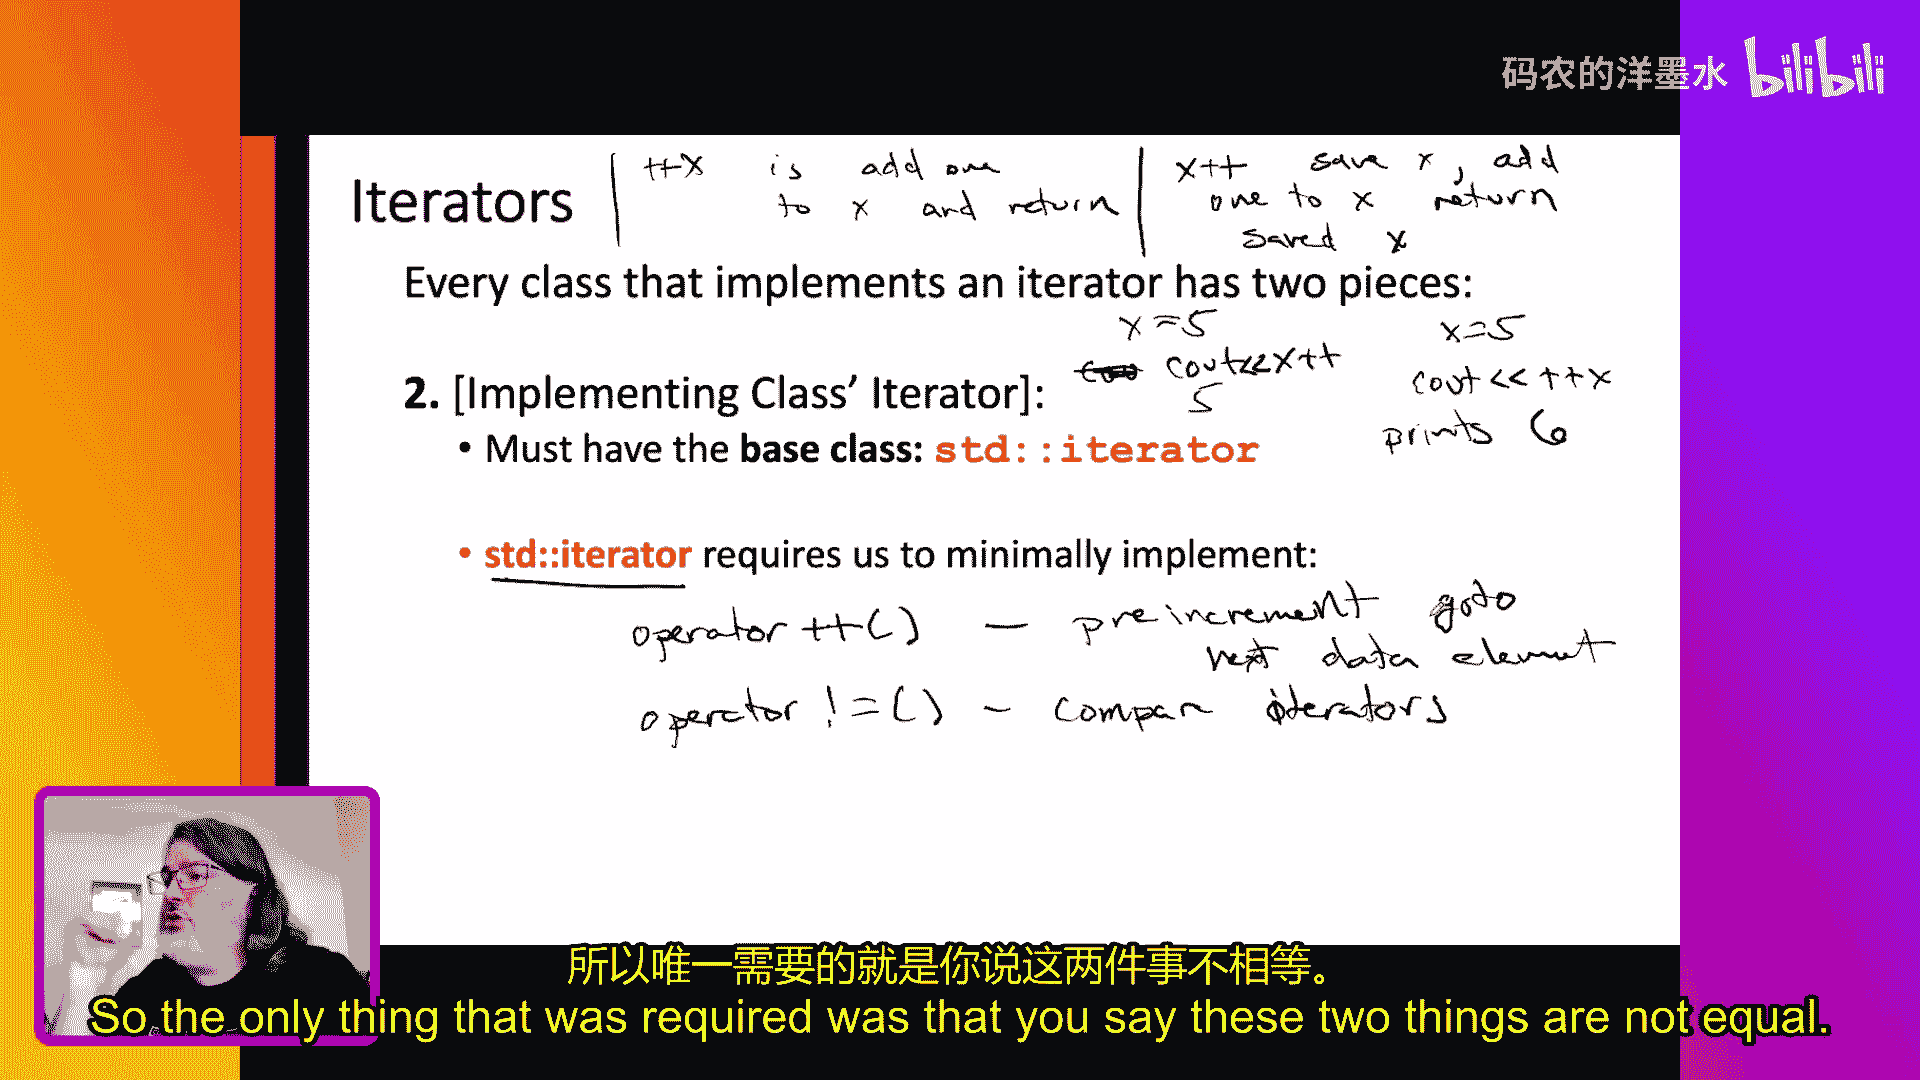 码农的洋墨水 bilibili
Iterators
++x is add one
to x and return
x++ save x, add
one to x return
saved x
Every class that implements an iterator has two pieces:
x=5
cout<<x++
5
x=5
cout<<++x
prints 6
2. [Implementing Class’ Iterator]:
• Must have the base class: std::iterator
• std::iterator requires us to minimally implement:
operator ++() – preincrement goto
next data element
operator !=() – compar iterators
所以唯一需要的就是你说这两件事不相等。
So the only thing that was required was that you say these two things are not equal.